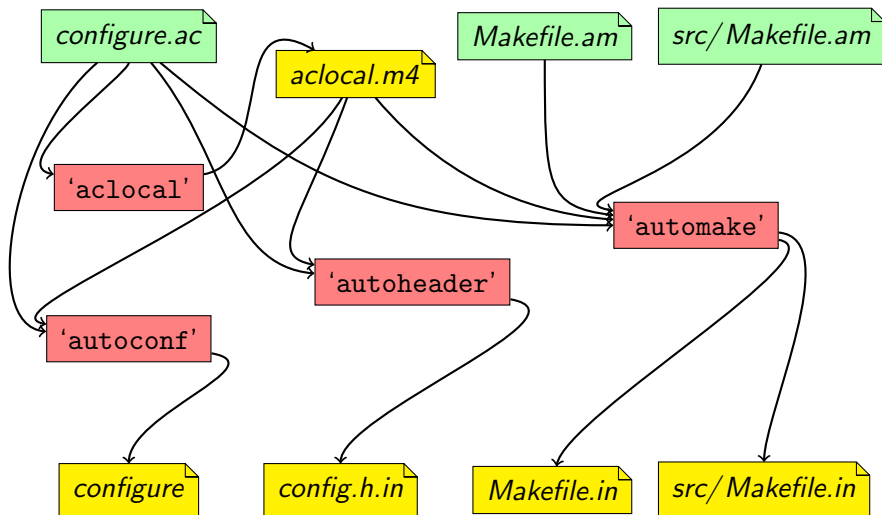 configure.ac
Makefile.am
src/Makefile.am
aclocal.m4
‘aclocal’
‘automake’
‘autoheader’
‘autoconf’
configure
config.h.in
Makefile.in
src/Makefile.in